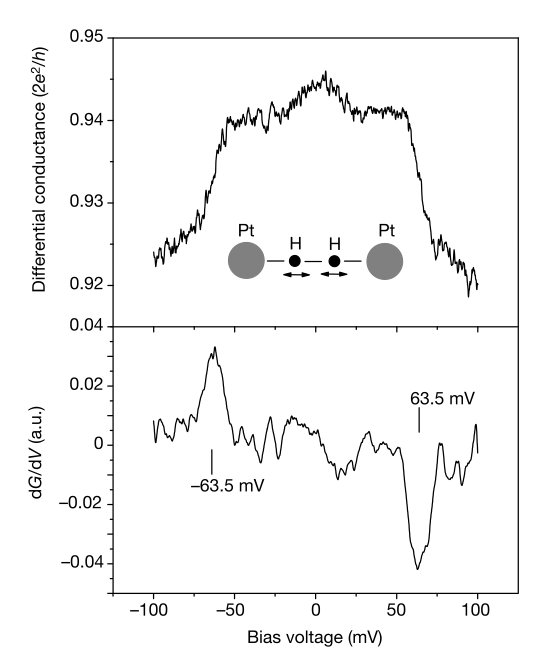 0.95
0.94
0.93
0.92
0.04
Differential conductance (2e²/h)
Pt H H Pt
0.02
0
−0.02
−0.04
dG/dV (a.u.)
63.5 mV
−63.5 mV
−100 −50 0 50 100
Bias voltage (mV)